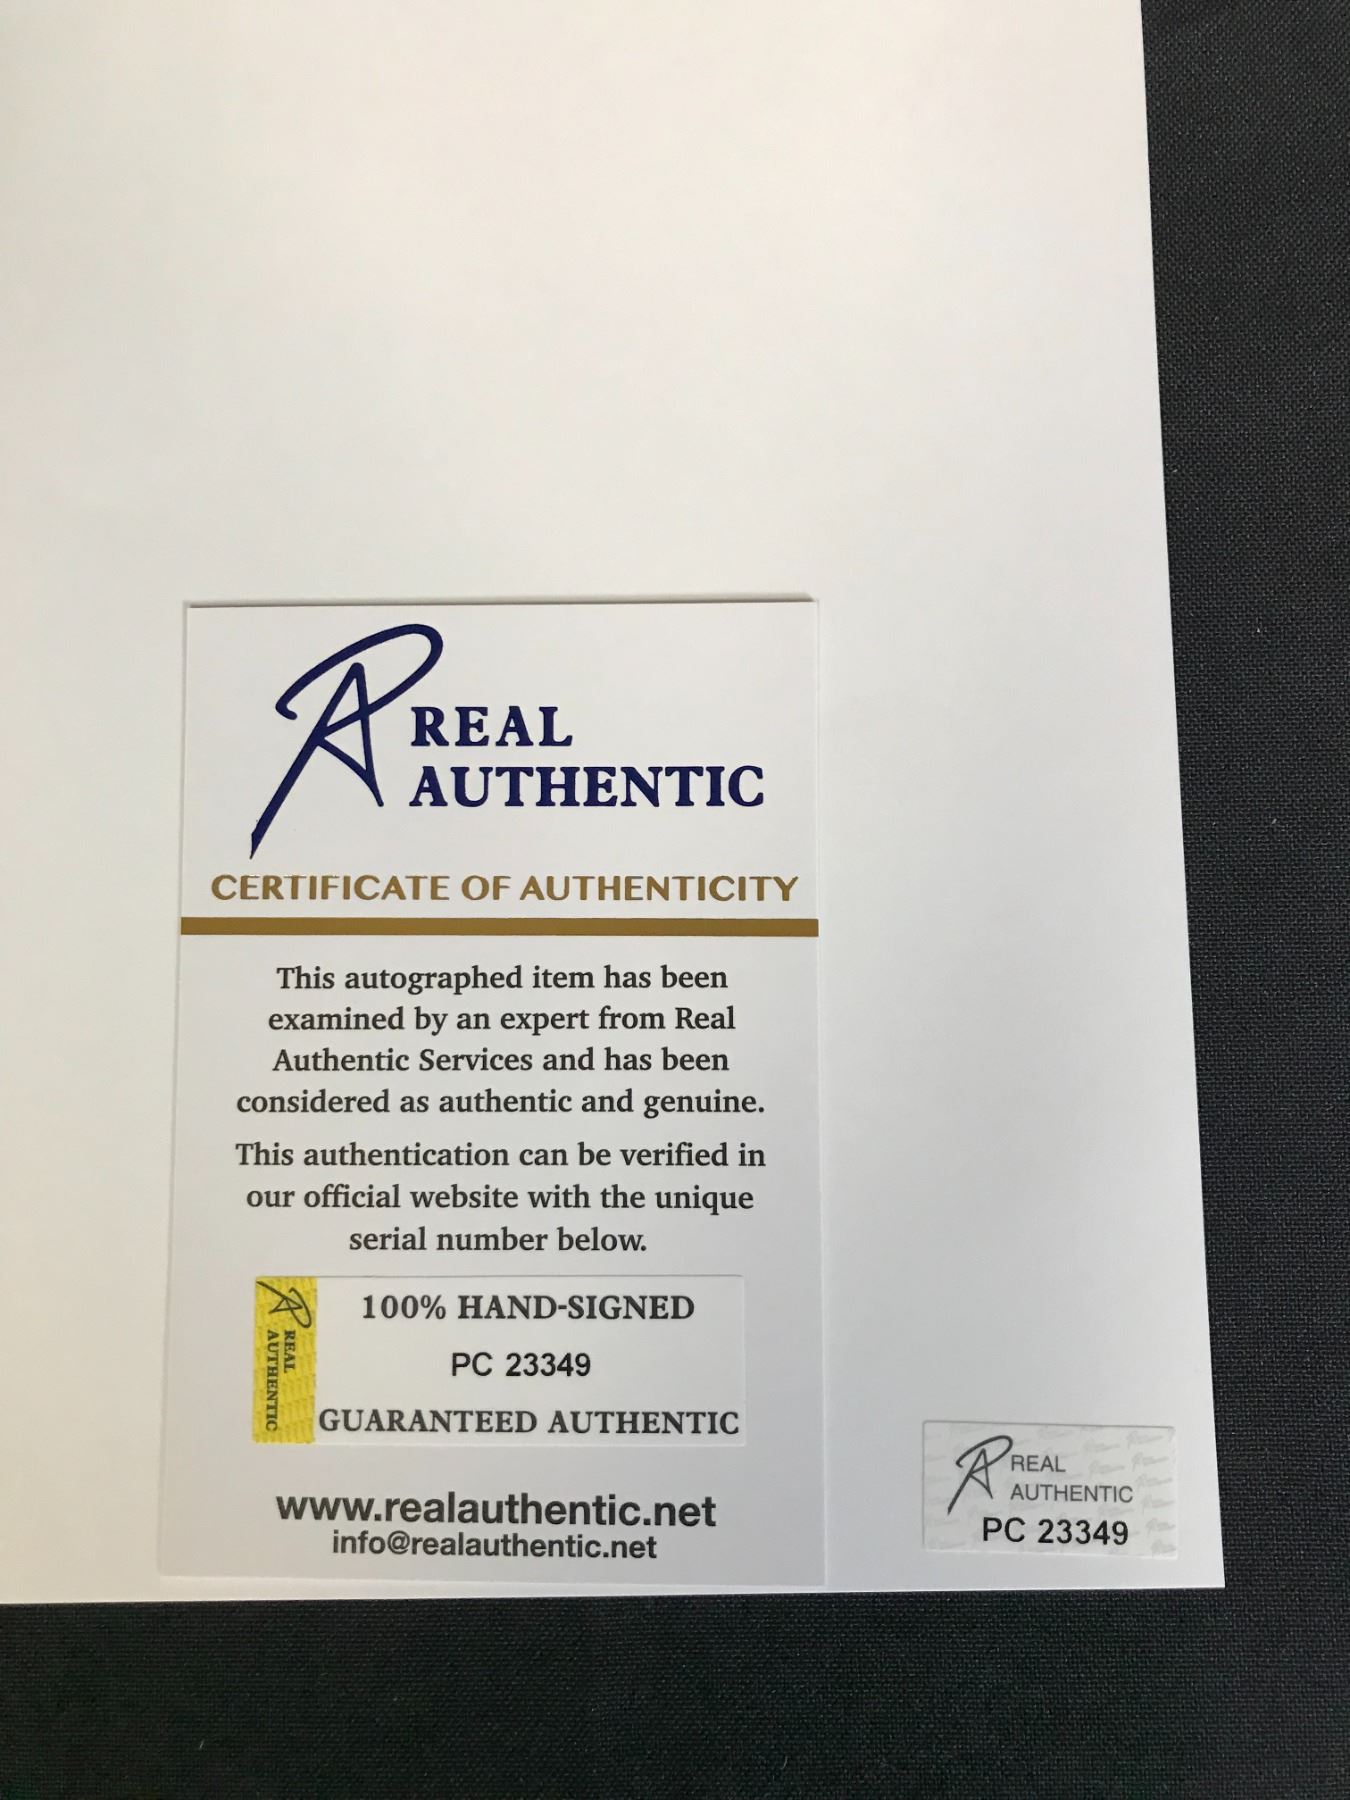 REAL
AUTHENTIC
CERTIFICATE OF AUTHENTICITY
This autographed item has been
examined by an expert from Real
Authentic Services and has been
considered as authentic and genuine.
This authentication can be verified in
our official website with the unique
serial number below.
REAL
AUTHENTIC
100% HAND-SIGNED
PC 23349
GUARANTEED AUTHENTIC
www.realauthentic.net
info@realauthentic.net
REAL
AUTHENTIC
PC 23349